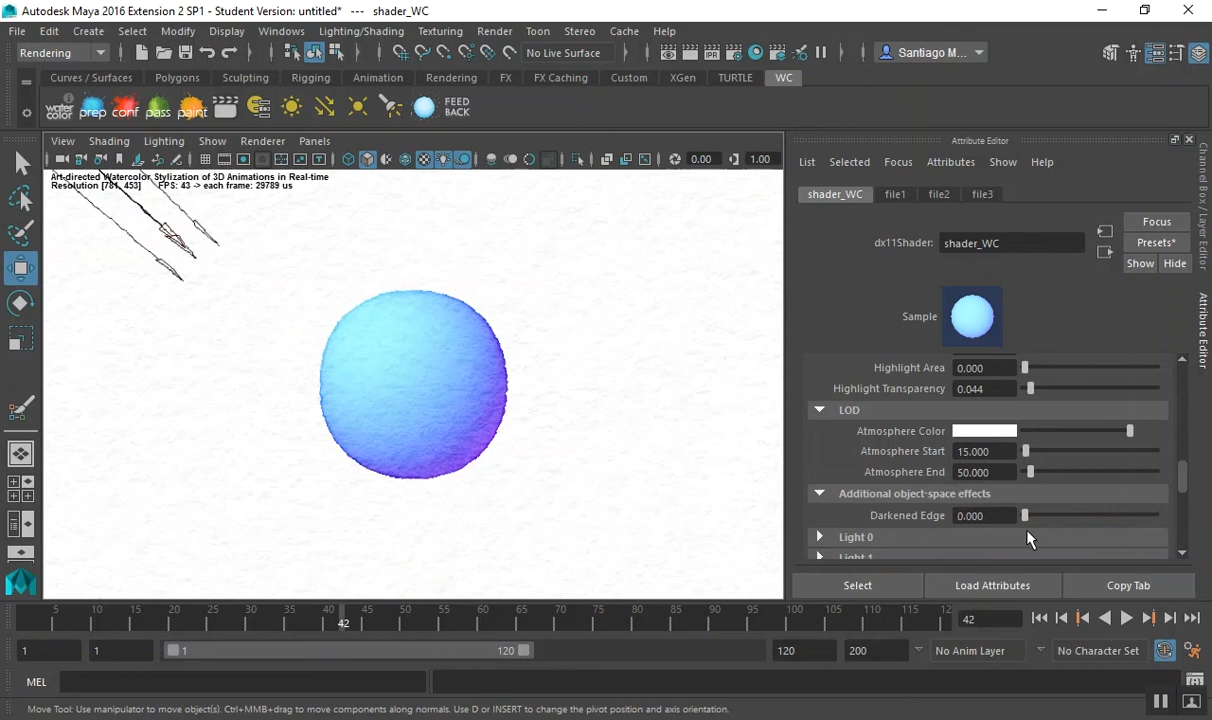 Autodesk Maya 2016 Extension 2 SP1 - Student Version: untitled*   ---   shader_WC
File Edit Create Select Modify Display Windows Lighting/Shading Texturing Render Toon Stereo Cache Help
Rendering No Live Surface Santiago M...
Curves / Surfaces Polygons Sculpting Rigging Animation Rendering FX FX Caching Custom XGen TURTLE WC
water color prep conf pass paint FEED BACK
View Shading Lighting Show Renderer Panels
0.00 1.00
Art-directed Watercolor Stylization of 3D Animations in Real-time
Resolution [781, 453] FPS: 43 -> each frame: 29789 us
Attribute Editor
List Selected Focus Attributes Show Help
shader_WC file1 file2 file3
Focus
dx11Shader: shader_WC Presets*
Show Hide
Sample
Highlight Area 0.000
Highlight Transparency 0.044
LOD
Atmosphere Color
Atmosphere Start 15.000
Atmosphere End 50.000
Additional object-space effects
Darkened Edge 0.000
Light 0
Light 1
Select Load Attributes Copy Tab
Channel Box / Layer Editor
Attribute Editor
5 10 15 20 25 30 35 40 45 50 55 60 65 70 75 80 85 90 95 100 105 110 115 12
42 42
1 1 1 120 120 200 No Anim Layer No Character Set
MEL
Move Tool: Use manipulator to move object(s). Ctrl+MMB+drag to move components along normals. Use D or INSERT to change the pivot position and axis orientation.